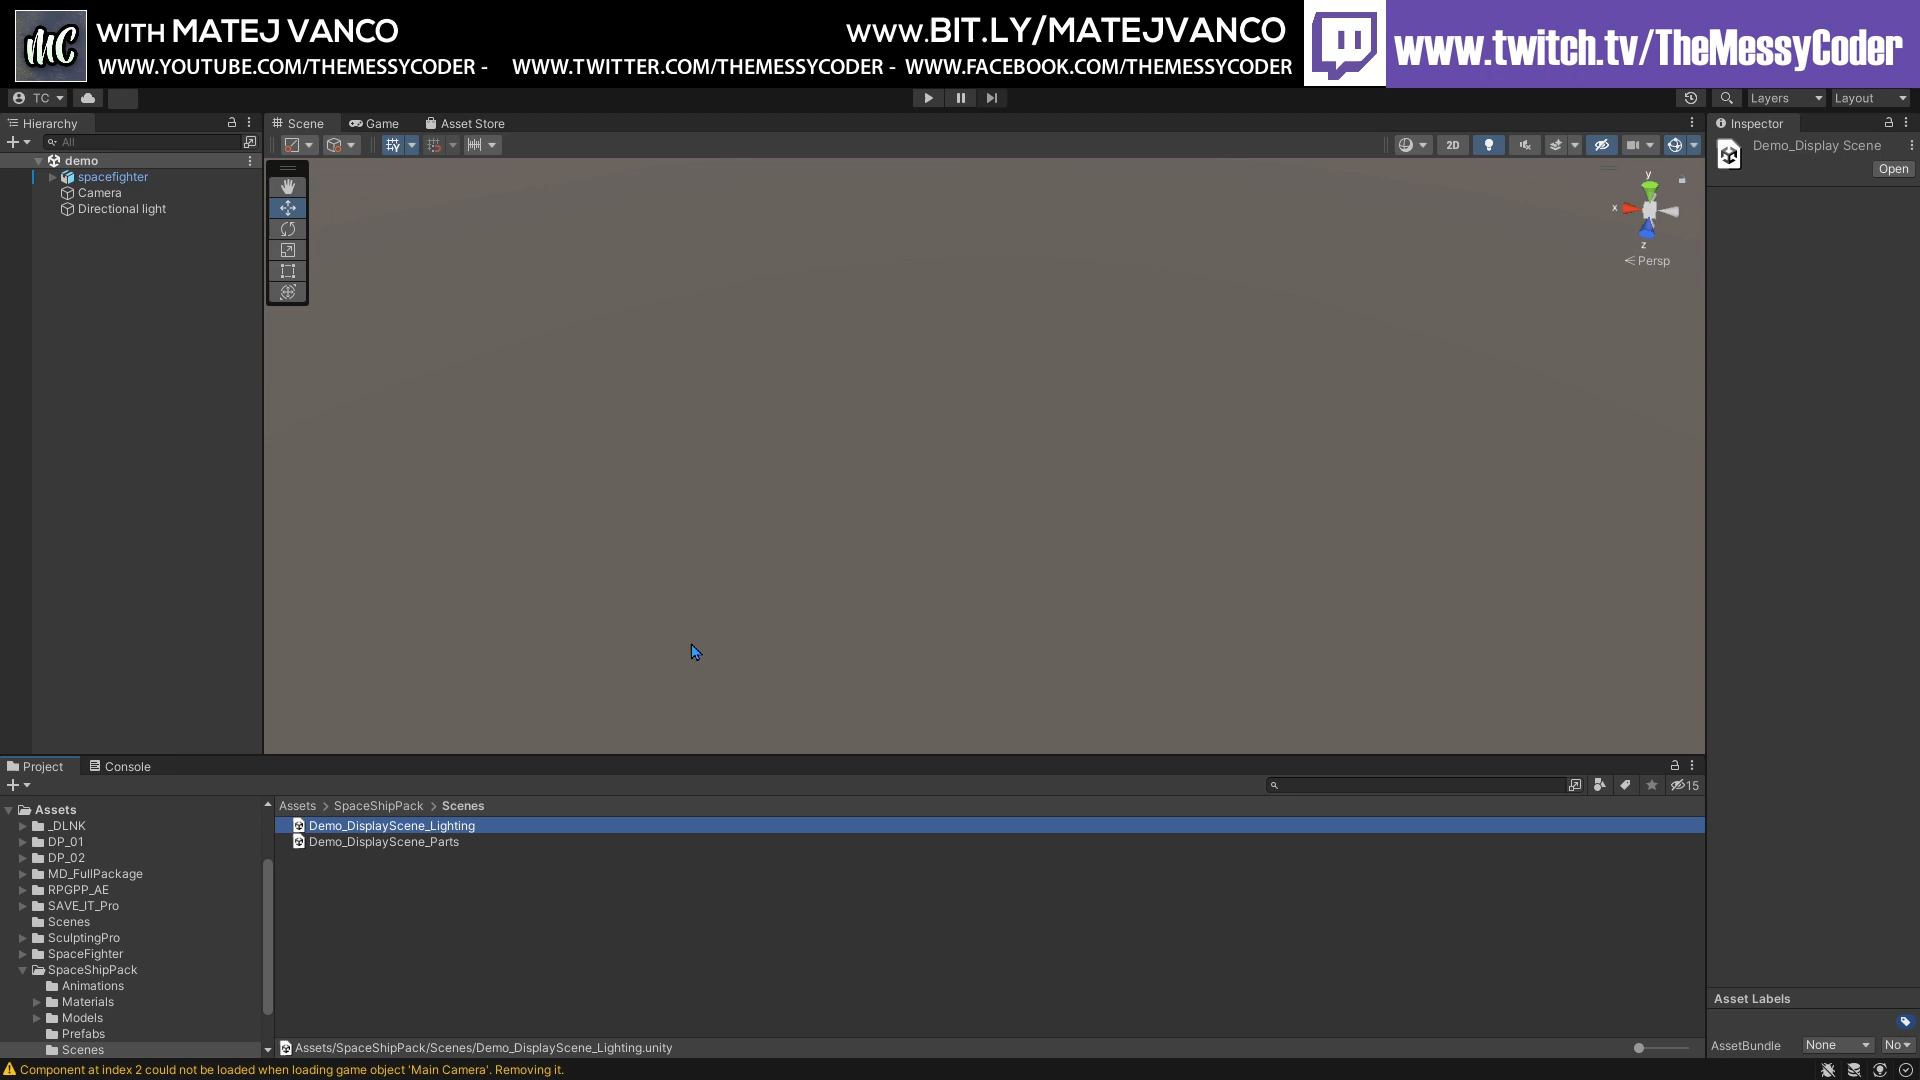 MC
WITH MATEJ VANCO
WWW.YOUTUBE.COM/THEMESSYCODER - WWW.TWITTER.COM/THEMESSYCODER - WWW.FACEBOOK.COM/THEMESSYCODER
WWW.BIT.LY/MATEJVANCO
www.twitch.tv/TheMessyCoder
TC
Layers
Layout
Hierarchy
All
demo
spacefighter
Camera
Directional light
Scene
Game
Asset Store
2D
y
x
z
Persp
Inspector
Demo_Display Scene
Open
Project
Console
15
Assets
_DLNK
DP_01
DP_02
MD_FullPackage
RPGPP_AE
SAVE_IT_Pro
Scenes
SculptingPro
SpaceFighter
SpaceShipPack
Animations
Materials
Models
Prefabs
Scenes
Assets > SpaceShipPack > Scenes
Demo_DisplayScene_Lighting
Demo_DisplayScene_Parts
Assets/SpaceShipPack/Scenes/Demo_DisplayScene_Lighting.unity
Asset Labels
AssetBundle
None
No
Component at index 2 could not be loaded when loading game object 'Main Camera'. Removing it.